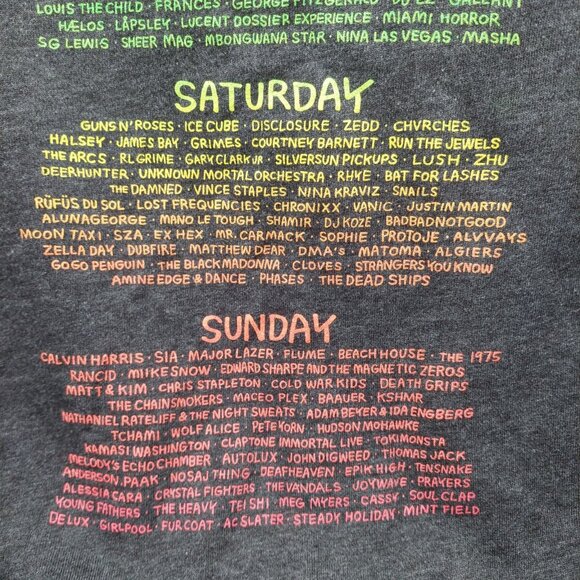 LOUIS THE CHILD · FRANCES · GEORGE FITZGERALD
HÆLOS · LÅPSLEY · LUCENT DOSSIER EXPERIENCE · MIAMI HORROR
SG LEWIS · SHEER MAG · MBONGWANA STAR · NINA LAS VEGAS · MASHA
SATURDAY
GUNS N' ROSES · ICE CUBE · DISCLOSURE · ZEDD · CHVRCHES
HALSEY · JAMES BAY · GRIMES · COURTNEY BARNETT · RUN THE JEWELS
THE ARCS · RL GRIME · GARY CLARK JR · SILVERSUN PICKUPS · LUSH · ZHU
DEERHUNTER · UNKNOWN MORTAL ORCHESTRA · RHYE · BAT FOR LASHES
THE DAMNED · VINCE STAPLES · NINA KRAVIZ · SNAILS
RÜFÜS DU SOL · LOST FREQUENCIES · CHRONIXX · VANIC · JUSTIN MARTIN
ALUNAGEORGE · MANO LE TOUGH · SHAMIR · DJ KOZE · BADBADNOTGOOD
MOON TAXI · SZA · EX HEX · MR. CARMACK · SOPHIE · PROTOJE · ALVVAYS
ZELLA DAY · DUBFIRE · MATTHEW DEAR · DMA'S · MATOMA · ALGIERS
GOGO PENGUIN · THE BLACK MADONNA · CLOVES · STRANGERS YOU KNOW
AMINE EDGE & DANCE · PHASES · THE DEAD SHIPS
SUNDAY
CALVIN HARRIS · SIA · MAJOR LAZER · FLUME · BEACH HOUSE · THE 1975
RANCID · MIIKE SNOW · EDWARD SHARPE AND THE MAGNETIC ZEROS
MATT & KIM · CHRIS STAPLETON · COLD WAR KIDS · DEATH GRIPS
THE CHAINSMOKERS · MACEO PLEX · BAAUER · KSHMR
NATHANIEL RATELIFF & THE NIGHT SWEATS · ADAM BEYER & IDA ENGBERG
TCHAMI · WOLF ALICE · PETE YORN · HUDSON MOHAWKE
KAMASI WASHINGTON · CLAPTONE IMMORTAL LIVE · TOKIMONSTA
MELODY'S ECHO CHAMBER · AUTOLUX · JOHN DIGWEED · THOMAS JACK
ANDERSON .PAAK · NOSAJ THING · DEAFHEAVEN · EPIK HIGH · TENSNAKE
ALESSIA CARA · CRYSTAL FIGHTERS · THE VANDALS · JOYWAVE · PRAYERS
YOUNG FATHERS · THE HEAVY · TEI SHI · MEG MYERS · CASSY · SOUL CLAP
DE LUX · GIRLPOOL · FUR COAT · AC SLATER · STEADY HOLIDAY · MINT FIELD